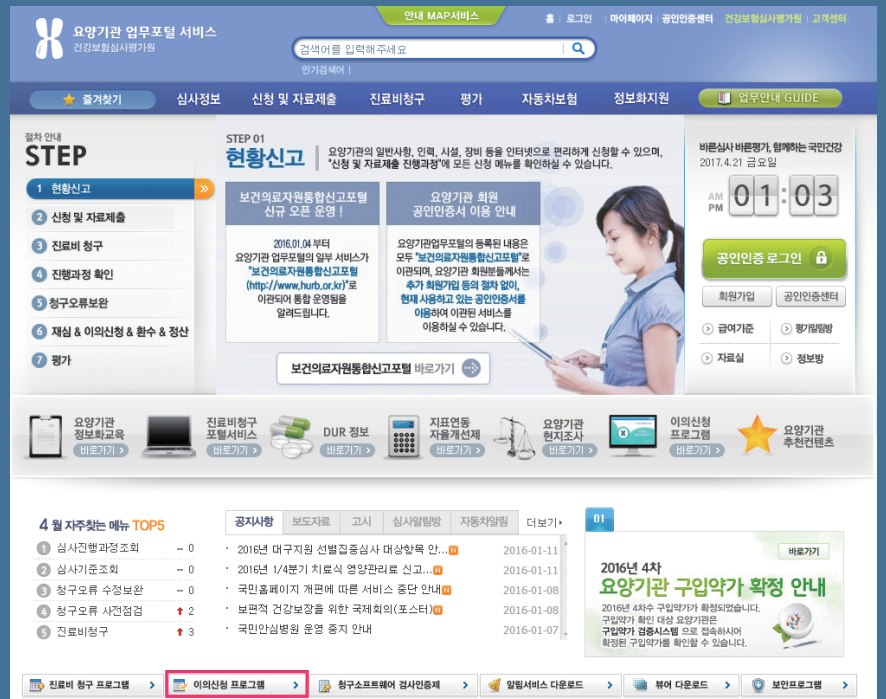 안내 MAP서비스
홈 | 로그인 | 마이페이지 | 공인인증센터 건강보험심사평가원 | 고객센터
요양기관 업무포털 서비스
건강보험심사평가원
검색어를 입력해주세요
인기검색어 |
즐겨찾기 심사정보 신청 및 자료제출 진료비청구 평가 자동차보험 정보화지원 업무안내 GUIDE
절차 안내
STEP
1 현황신고
2 신청 및 자료제출
3 진료비 청구
4 진행과정 확인
5 청구오류보완
6 재심 & 이의신청 & 환수 & 정산
7 평가
STEP 01
현황신고
요양기관의 일반사항, 인력, 시설, 장비 등을 인터넷으로 편리하게 신청할 수 있으며,
"신청 및 자료제출 진행과정"에 모든 신청 메뉴를 확인하실 수 있습니다.
보건의료자원통합신고포털
신규 오픈 운영 !
2016.01.04 부터
요양기관 업무포털의 일부 서비스가
"보건의료자원통합신고포털
(http://www.hurb.or.kr)"로
이관되어 통합 운영됨을
알려드립니다.
요양기관 회원
공인인증서 이용 안내
요양기관업무포털의 등록된 내용은
모두 "보건의료자원통합신고포털"로
이관되며, 요양기관 회원분들께서는
추가 회원가입 등의 절차 없이,
현재 사용하고 있는 공인인증서를
이용하여 이관된 서비스를
이용하실 수 있습니다.
보건의료자원통합신고포털 바로가기
바른심사 바른평가, 함께하는 국민건강
2017.4.21 금요일
AM
PM
01:03
공인인증 로그인
회원가입 공인인증센터
급여기준 평가알림방
자료실 정보방
요양기관
정보화교육
바로가기 >
진료비청구
포털서비스
바로가기 >
DUR 정보
바로가기 >
지표연동
자율개선제
바로가기 >
요양기관
현지조사
바로가기 >
이의신청
프로그램
바로가기 >
요양기관
추천컨텐츠
4 월 자주찾는 메뉴 TOP5
1 심사진행과정조회 – 0
2 심사기준조회 – 0
3 청구오류 수정보완 – 0
4 청구오류 사전점검 2
5 진료비청구 3
공지사항 보도자료 고시 심사알림방 자동차알림 더보기
· 2016년 대구지원 선별집중심사 대상항목 안... N 2016-01-11
· 2016년 1/4분기 치료식 영양관리료 신고... N 2016-01-11
· 국민홈페이지 개편에 따른 서비스 중단 안내 N 2016-01-08
· 보편적 건강보장을 위한 국제회의(포스터) N 2016-01-08
· 국민안심병원 운영 중지 안내 2016-01-07
01
바로가기
2016년 4차
요양기관 구입약가 확정 안내
2016년 4차수 구입약가가 확정되었습니다.
구입약가 확인 대상 요양기관은
구입약가 검증시스템 으로 접속하시어
확정된 구입약가를 확인할 수 있습니다.
진료비 청구 프로그램 이의신청 프로그램 청구소프트웨어 검사인증제 알림서비스 다운로드 뷰어 다운로드 보안프로그램